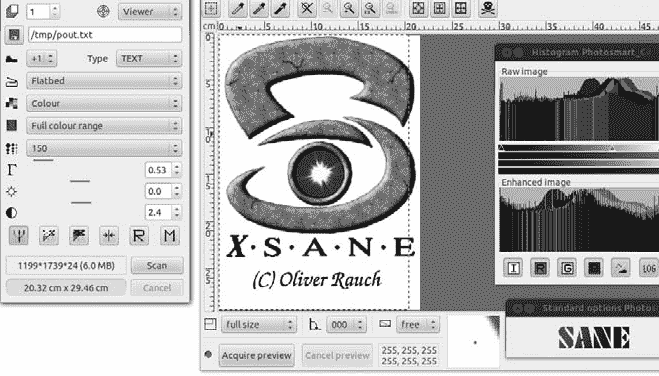 1 Viewer
/tmp/pout.txt
+1 Type TEXT
Flatbed
Colour
Full colour range
150
0.53
0.0
2.4
1199*1739*24 (6.0 MB) Scan
20.32 cm x 29.46 cm Cancel
cm 0 5 10 15 20 25 30 35 40 45 50
X·S·A·N·E
(C) Oliver Rauch
full size 000 free
Acquire preview Cancel preview
255, 255, 255
255, 255, 255
Histogram Photosmart_C
Raw image
Enhanced image
I R G LOG
Standard options Photos
SANE